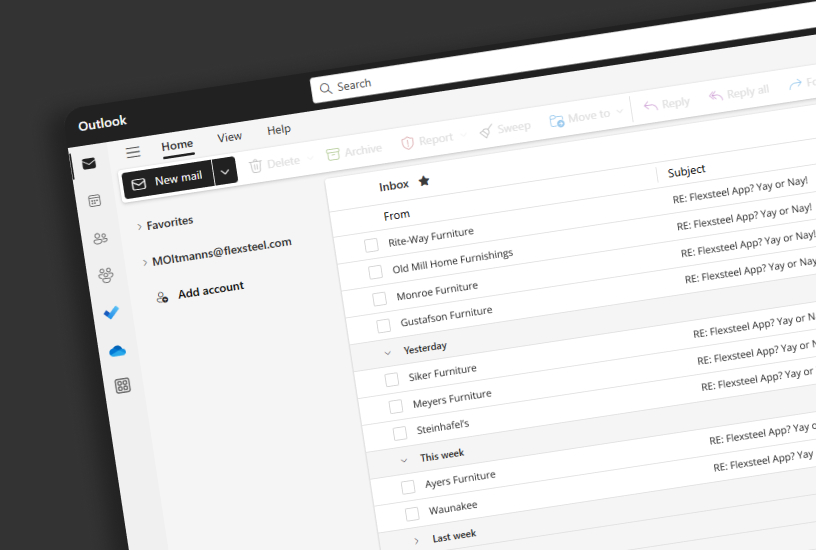 Search
Outlook
Home View Help
New mail Delete Archive Report Sweep Move to Reply Reply all
Favorites
MOltmanns@flexsteel.com
Add account
Inbox
From Subject
Rite-Way Furniture RE: Flexsteel App? Yay or Nay!
Old Mill Home Furnishings RE: Flexsteel App? Yay or Nay!
Monroe Furniture RE: Flexsteel App? Yay or Nay!
Gustafson Furniture RE: Flexsteel App? Yay or Nay
Yesterday
Siker Furniture RE: Flexsteel App? Yay or N
Meyers Furniture RE: Flexsteel App? Yay or N
Steinhafel's RE: Flexsteel App? Yay or
This week
Ayers Furniture RE: Flexsteel App? Yay or
Waunakee RE: Flexsteel App? Yay
Last week